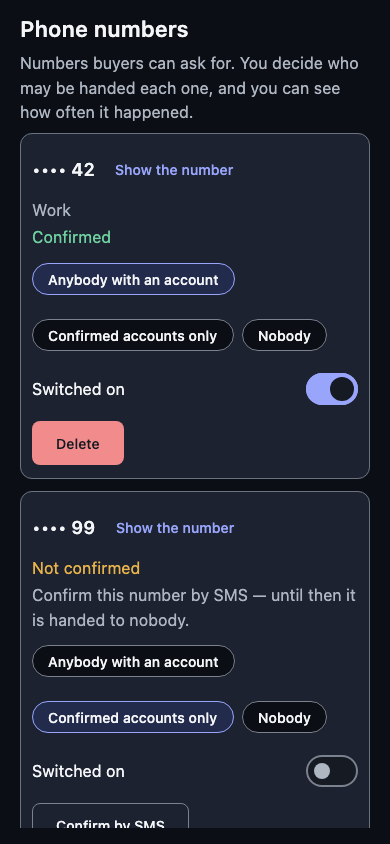 Phone numbers
Numbers buyers can ask for. You decide who
may be handed each one, and you can see
how often it happened.
•••• 42 Show the number
Work
Confirmed
Anybody with an account
Confirmed accounts only Nobody
Switched on
Delete
•••• 99 Show the number
Not confirmed
Confirm this number by SMS — until then it
is handed to nobody.
Anybody with an account
Confirmed accounts only Nobody
Switched on
Confirm by SMS